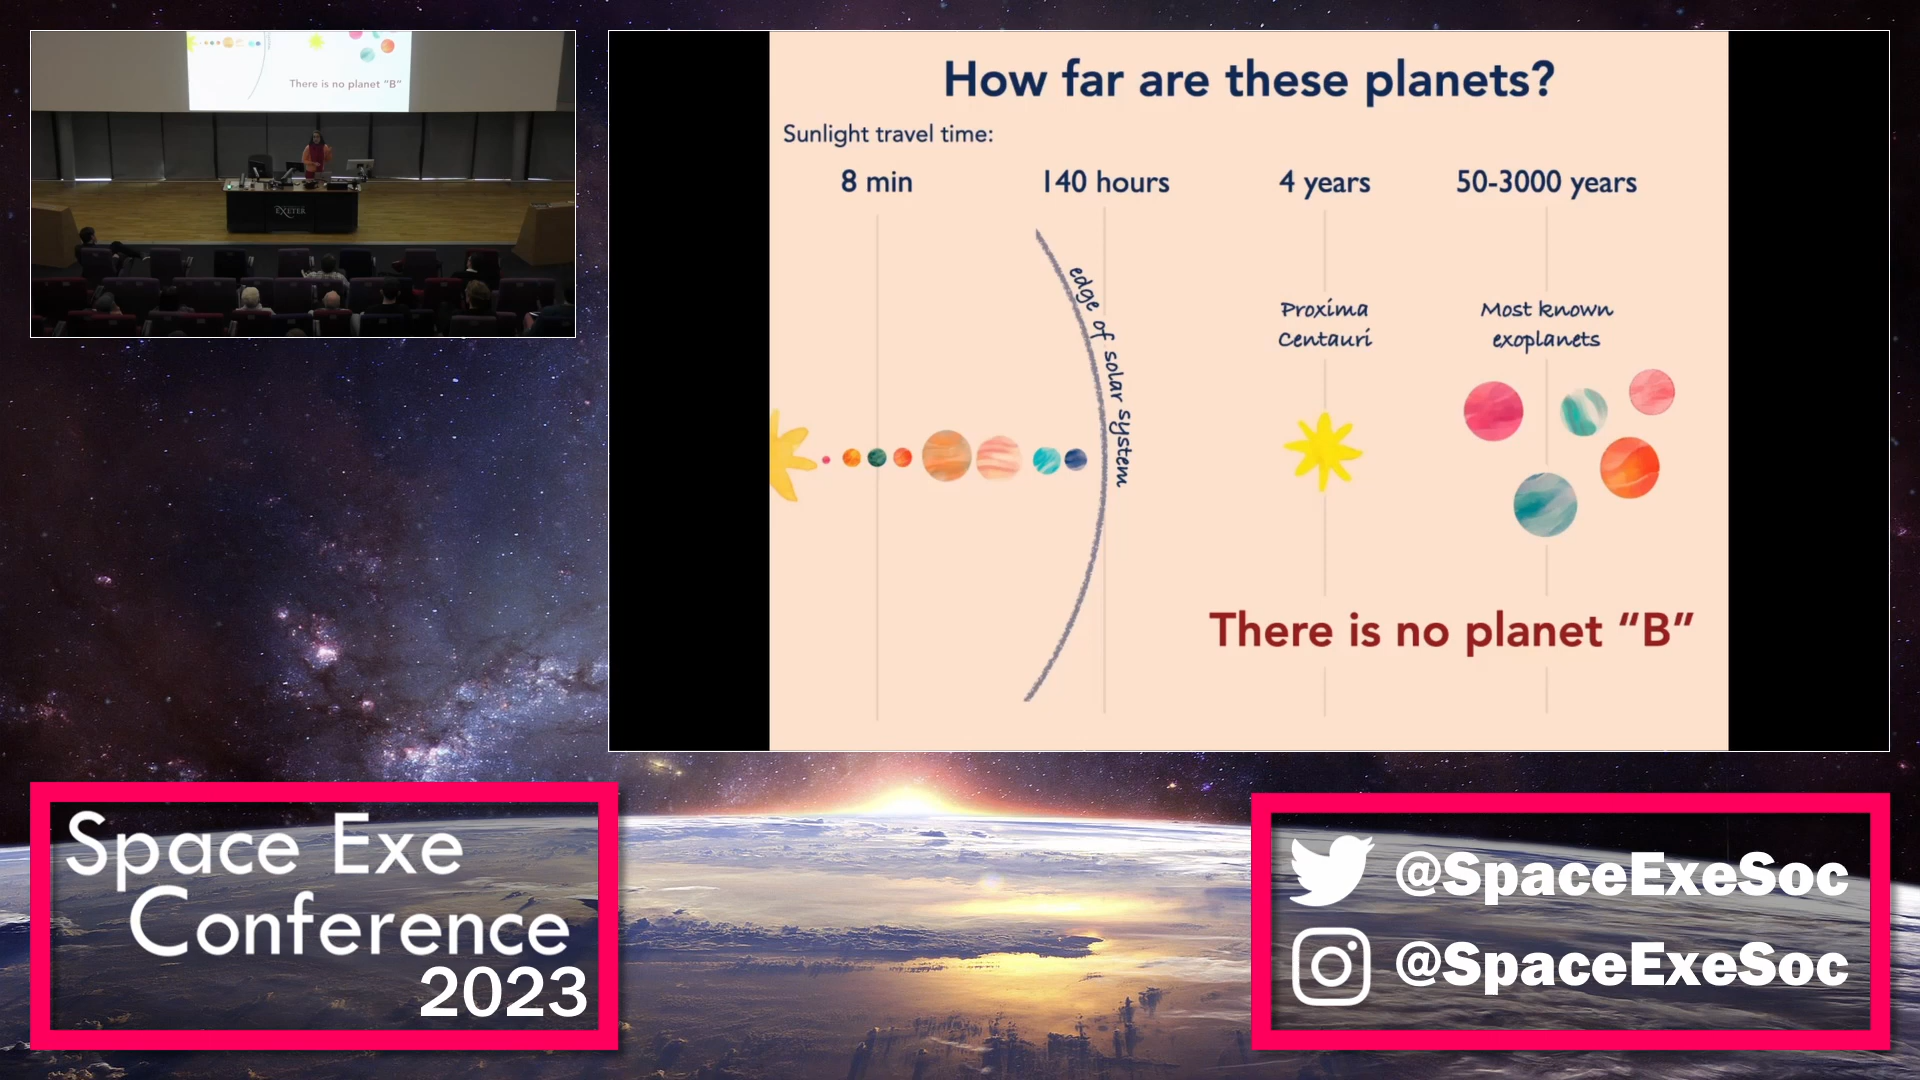 There is no planet "B"
EXETER
How far are these planets?
Sunlight travel time:
8 min
140 hours
4 years
50-3000 years
edge of solar system
Proxima
Centauri
Most known
exoplanets
There is no planet "B"
Space Exe
Conference
2023
@SpaceExeSoc
@SpaceExeSoc